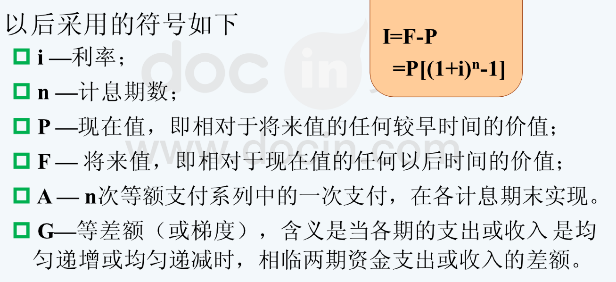 以后采用的符号如下
I=F-P
=P[(1+i)ⁿ-1]
i —利率；
n —计息期数；
P —现在值，即相对于将来值的任何较早时间的价值；
F — 将来值，即相对于现在值的任何以后时间的价值；
A — n次等额支付系列中的一次支付，在各计息期末实现。
G—等差额（或梯度），含义是当各期的支出或收入 是均
匀递增或均匀递减时，相临两期资金支出或收入的差额。
docin
www.docin.com